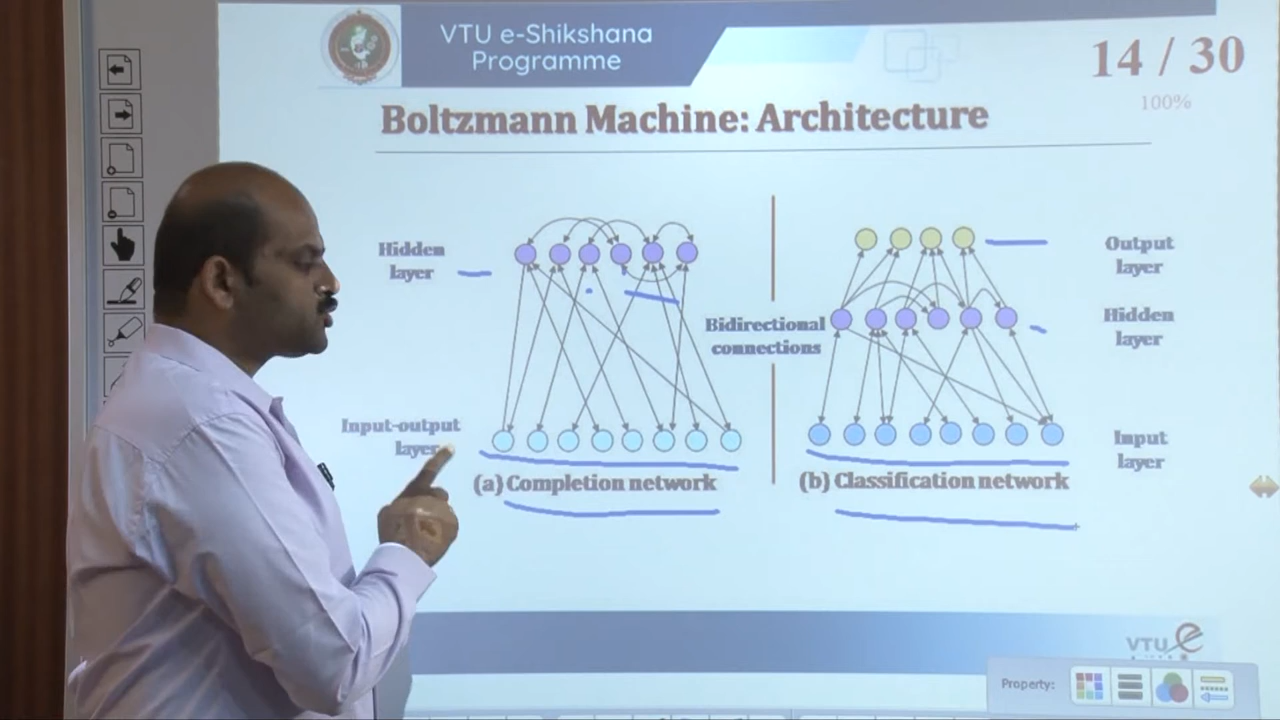 VTU e-Shikshana
Programme
14 / 30
100%
Boltzmann Machine: Architecture
Hidden
layer
Input-output
layer
Bidirectional
connections
Output
layer
Hidden
layer
Input
layer
(a) Completion network
(b) Classification network
VTU e
Property: